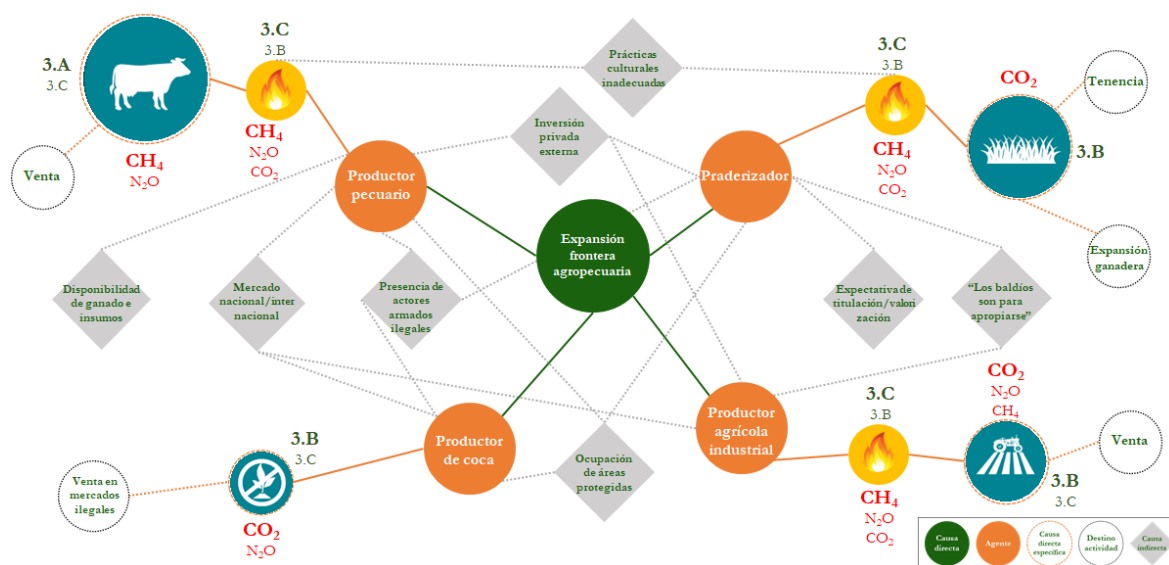 3.A
3.C
CH4
N2O
Venta
3.C
3.B
CH4
N2O
CO2
Prácticas
culturales
inadecuadas
Inversión
privada
externa
3.C
3.B
CH4
N2O
CO2
CO2
3.B
Tenencia
Expansión
ganadera
Productor
pecuario
Praderizador
Expansión
frontera
agropecuaria
Disponibilidad
de ganado e
insumos
Mercado
nacional/inter
nacional
Presencia de
actores
armados
ilegales
Expectativa de
titulación/valori
zación
“Los baldíos
son para
apropiarse”
Productor
de coca
Productor
agrícola
industrial
Ocupación
de áreas
protegidas
3.B
3.C
CO2
N2O
Venta en
mercados
ilegales
3.C
3.B
CH4
N2O
CO2
CO2
N2O
CH4
3.B
3.C
Venta
Causa
directa
Agente
Causa
directa
específica
Destino
actividad
Causa
indirecta